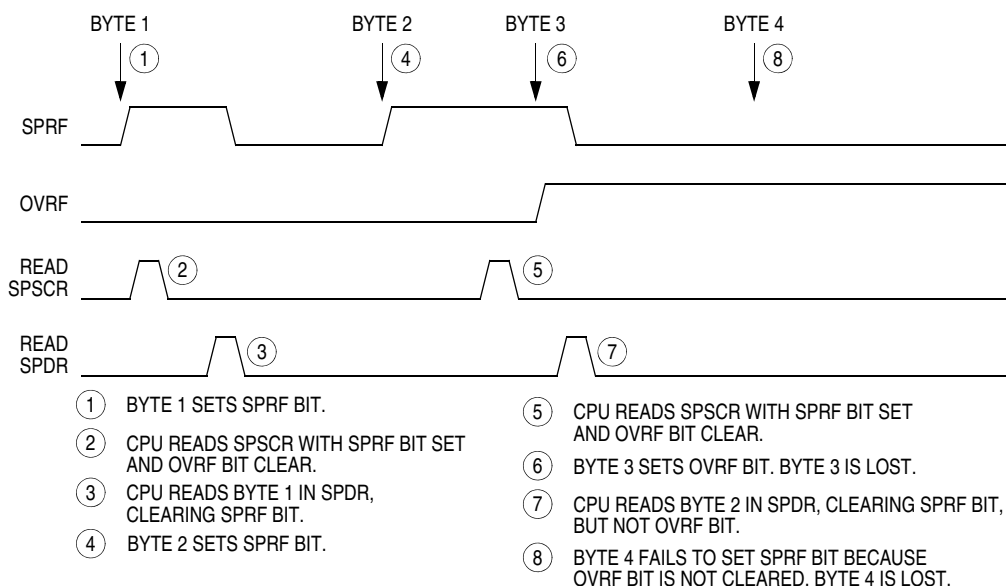 BYTE 1 BYTE 2 BYTE 3 BYTE 4
1 4 6 8
SPRF
OVRF
READ
SPSCR
2 5
READ
SPDR
3 7
1 BYTE 1 SETS SPRF BIT.
2 CPU READS SPSCR WITH SPRF BIT SET
AND OVRF BIT CLEAR.
3 CPU READS BYTE 1 IN SPDR,
CLEARING SPRF BIT.
4 BYTE 2 SETS SPRF BIT.
5 CPU READS SPSCR WITH SPRF BIT SET
AND OVRF BIT CLEAR.
6 BYTE 3 SETS OVRF BIT. BYTE 3 IS LOST.
7 CPU READS BYTE 2 IN SPDR, CLEARING SPRF BIT,
BUT NOT OVRF BIT.
8 BYTE 4 FAILS TO SET SPRF BIT BECAUSE
OVRF BIT IS NOT CLEARED. BYTE 4 IS LOST.